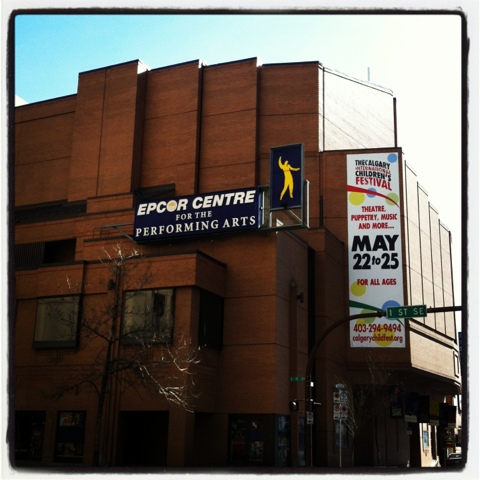 EPCOR CENTRE
FOR THE
PERFORMING ARTS
THE CALGARY
INTERNATIONAL
CHILDREN'S
FESTIVAL
THEATRE,
PUPPETRY, MUSIC
AND MORE...
MAY
22 to 25
FOR ALL AGES
1 ST SE
403-294-9494
calgarychildfest.org